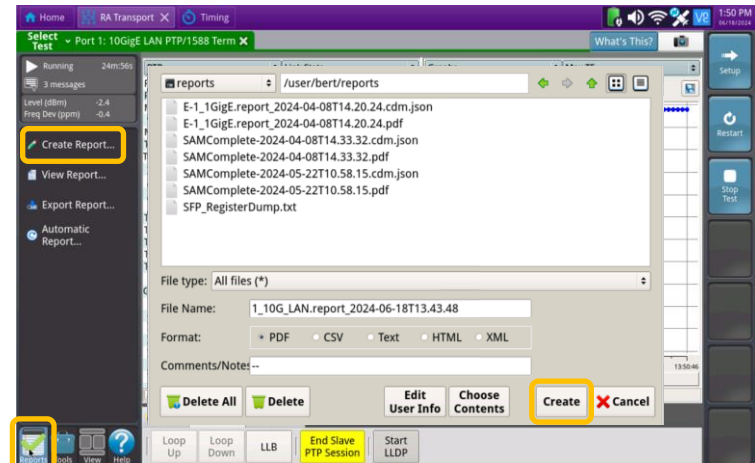 Home
RA Transport X
Timing
1:50 PM
06/18/2024
V2
Select
Test
Port 1: 10GigE LAN PTP/1588 Term X
What's This?
Running 24m:56s
3 messages
Level (dBm) -2.4
Freq Dev (ppm) -0.4
Create Report...
View Report...
Export Report...
Automatic
Report...
reports
/user/bert/reports
E-1_1GigE.report_2024-04-08T14.20.24.cdm.json
E-1_1GigE.report_2024-04-08T14.20.24.pdf
SAMComplete-2024-04-08T14.33.32.cdm.json
SAMComplete-2024-04-08T14.33.32.pdf
SAMComplete-2024-05-22T10.58.15.cdm.json
SAMComplete-2024-05-22T10.58.15.pdf
SFP_RegisterDump.txt
File type: All files (*)
File Name: 1_10G_LAN.report_2024-06-18T13.43.48
Format: PDF CSV Text HTML XML
Comments/Notes --
Delete All
Delete
Edit
User Info
Choose
Contents
Create
Cancel
13:50:46
Setup
Restart
Stop
Test
Reports
Tools
View
Help
Loop
Up
Loop
Down
LLB
End Slave
PTP Session
Start
LLDP